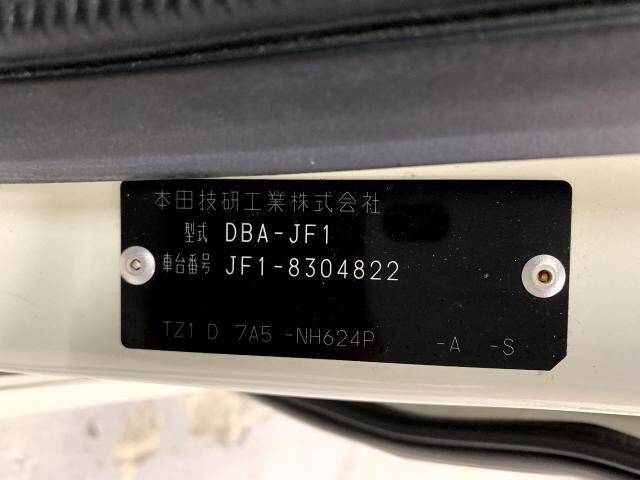 本田技研工業株式会社
型式 DBA-JF1
車台番号 JF1-8304822
TZ1 D 7A5 -NH624P -A -S